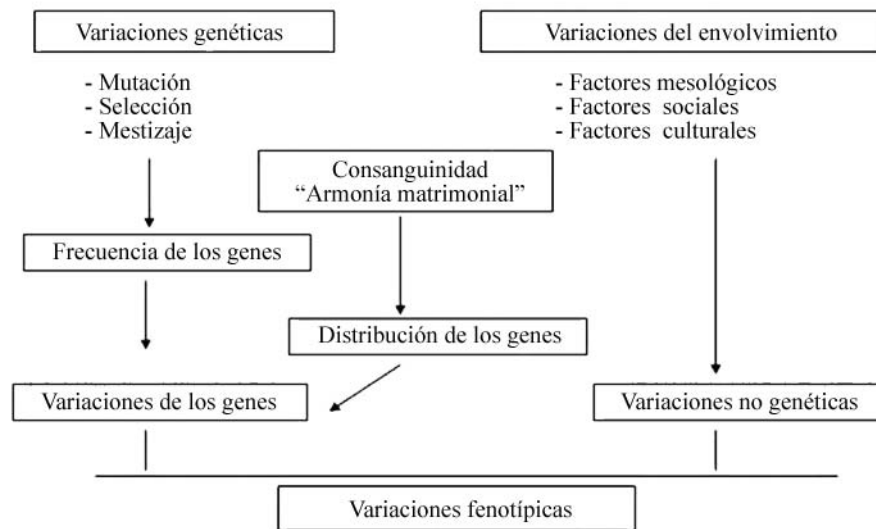 Variaciones genéticas
- Mutación
- Selección
- Mestizaje
Variaciones del envolvimiento
- Factores mesológicos
- Factores sociales
- Factores culturales
Consanguinidad
“Armonía matrimonial”
Frecuencia de los genes
Distribución de los genes
Variaciones de los genes
Variaciones no genéticas
Variaciones fenotípicas